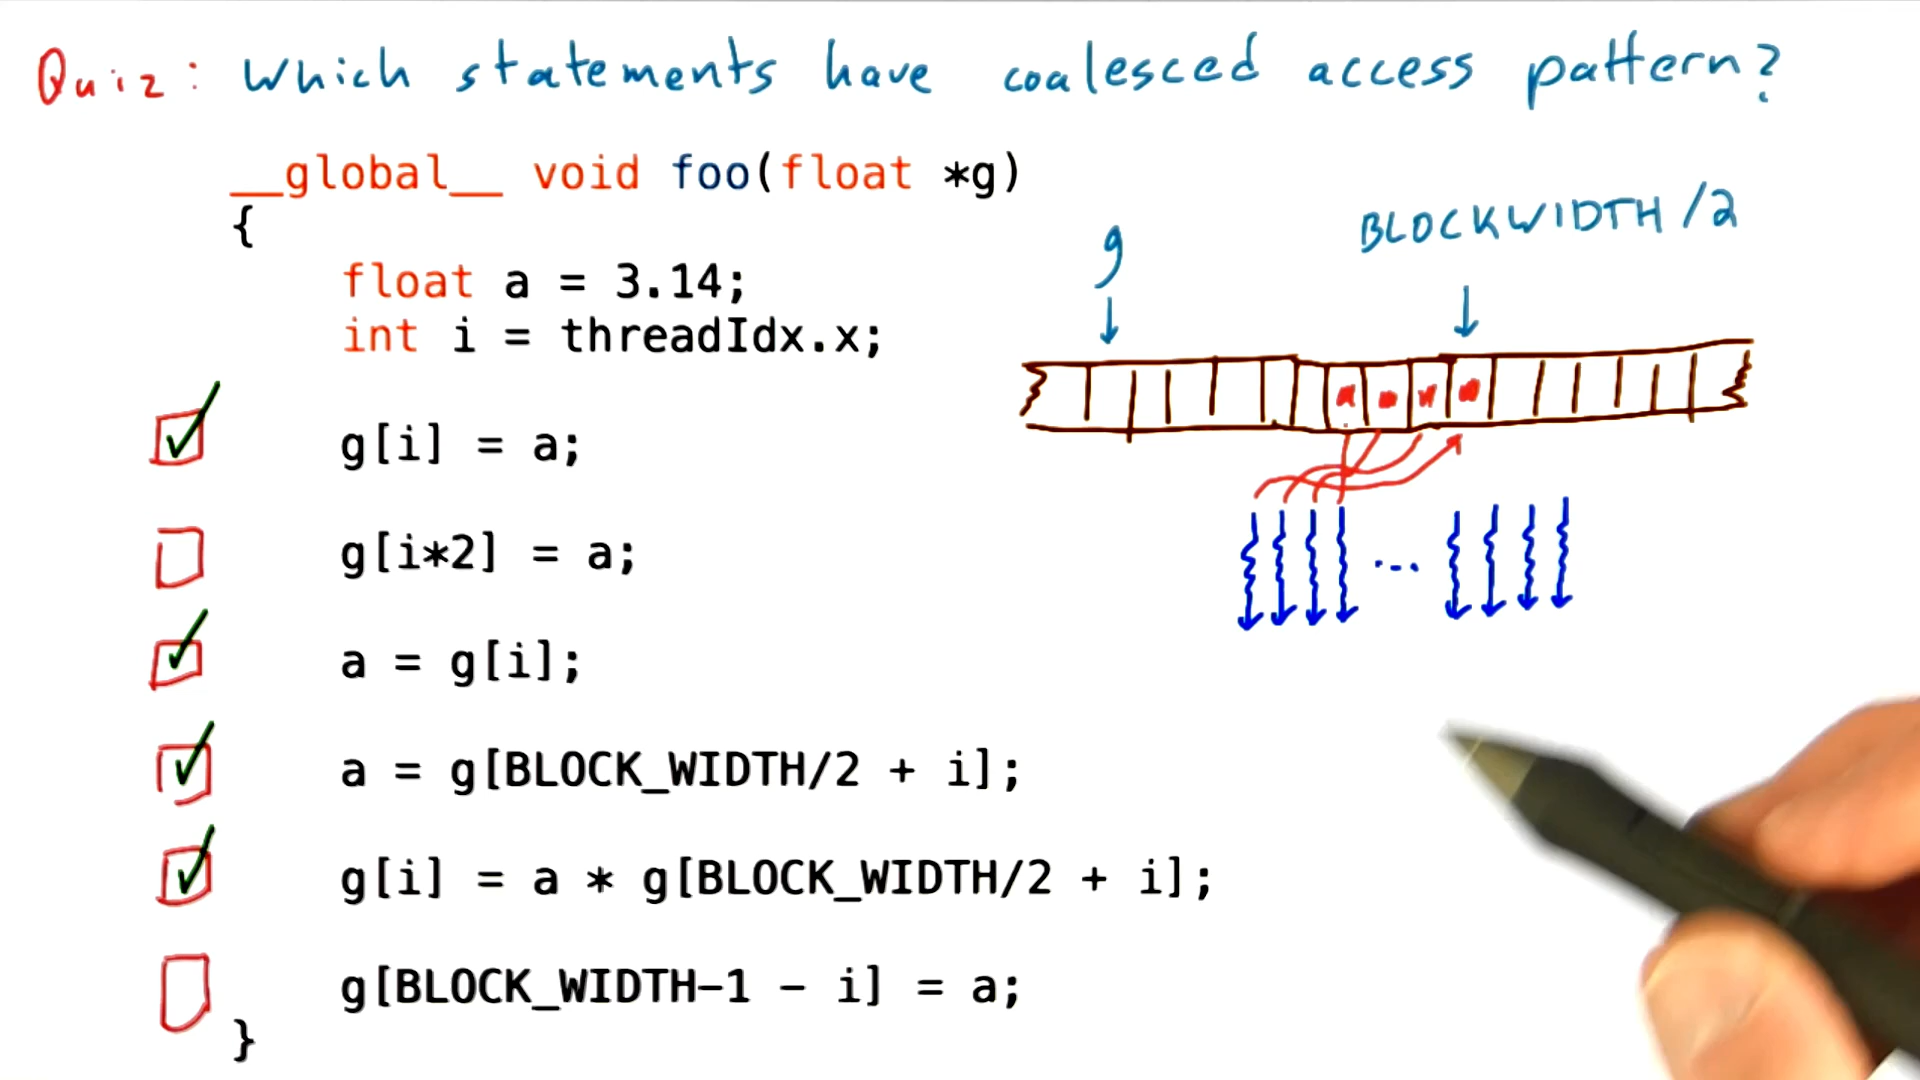 Quiz: Which statements have coalesced access pattern?
__global__ void foo(float *g)
{
float a = 3.14;
int i = threadIdx.x;
g[i] = a;
g[i*2] = a;
a = g[i];
a = g[BLOCK_WIDTH/2 + i];
g[i] = a * g[BLOCK_WIDTH/2 + i];
g[BLOCK_WIDTH-1 - i] = a;
}
g
BLOCKWIDTH/2
...